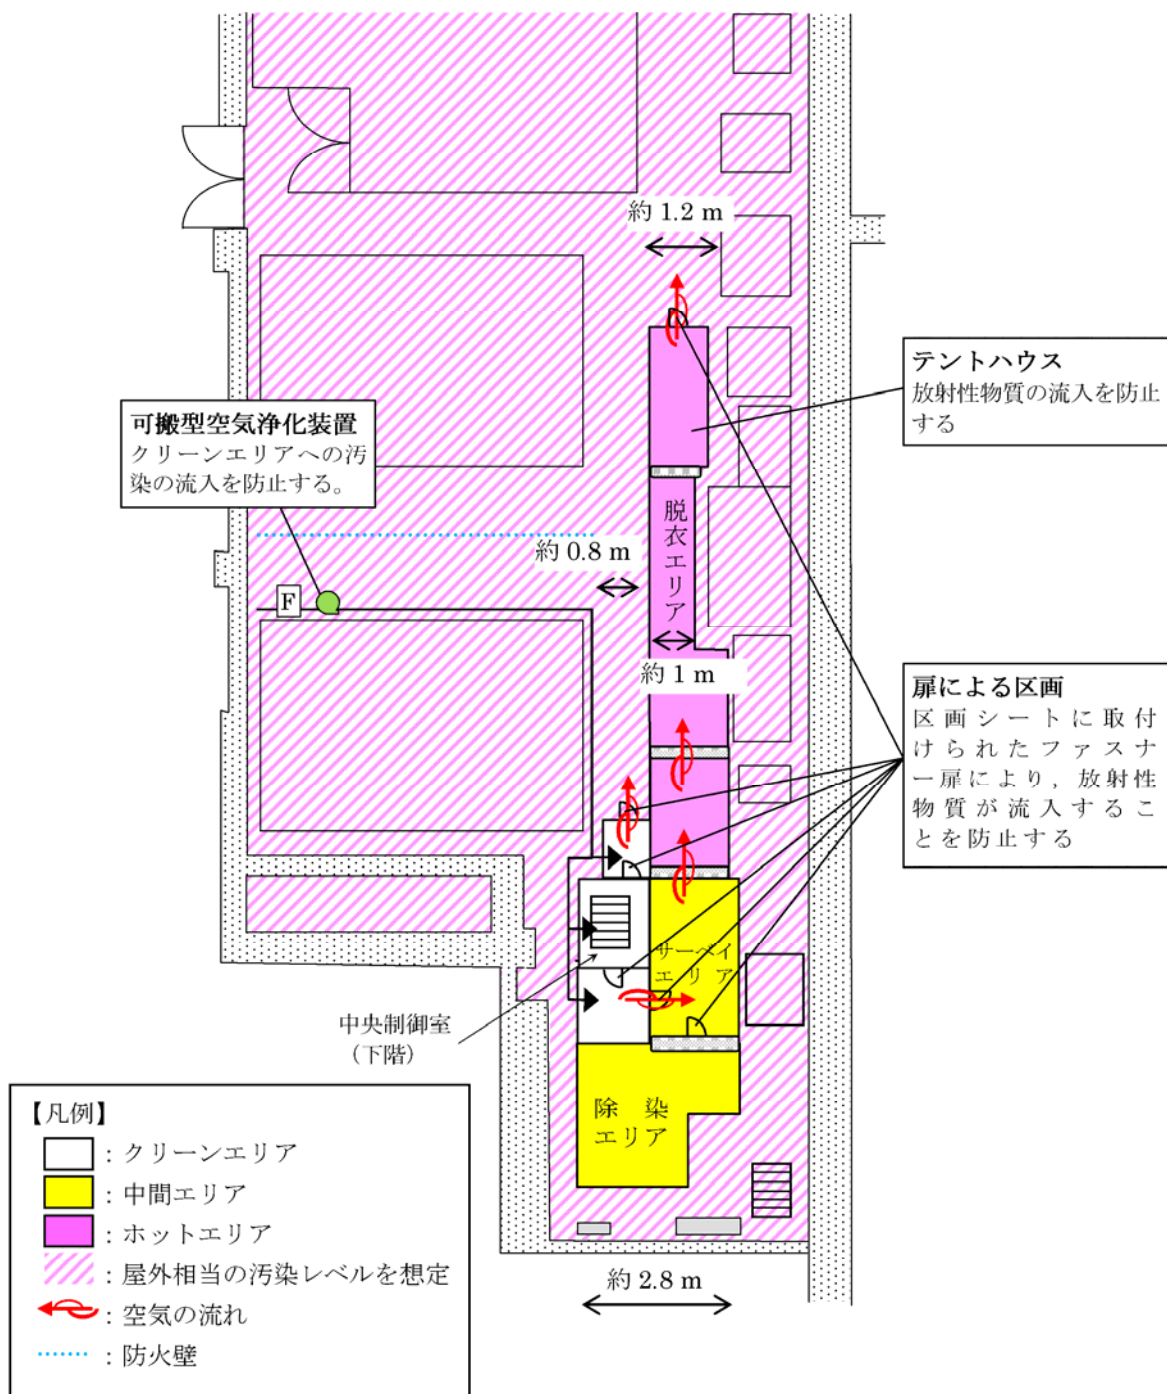 約 1.2 m
テントハウス
放射性物質の流入を防止
する
可搬型空気浄化装置
クリーンエリアへの汚
染の流入を防止する。
脱衣エリア
約 0.8 m
F
約 1 m
扉による区画
区画シートに取付
けられたファスナ
ー扉により，放射性
物質が流入するこ
とを防止する
サーベイ
エリア
中央制御室
（下階）
除 染
エリア
【凡例】
：クリーンエリア
：中間エリア
：ホットエリア
：屋外相当の汚染レベルを想定
：空気の流れ
：防火壁
約 2.8 m